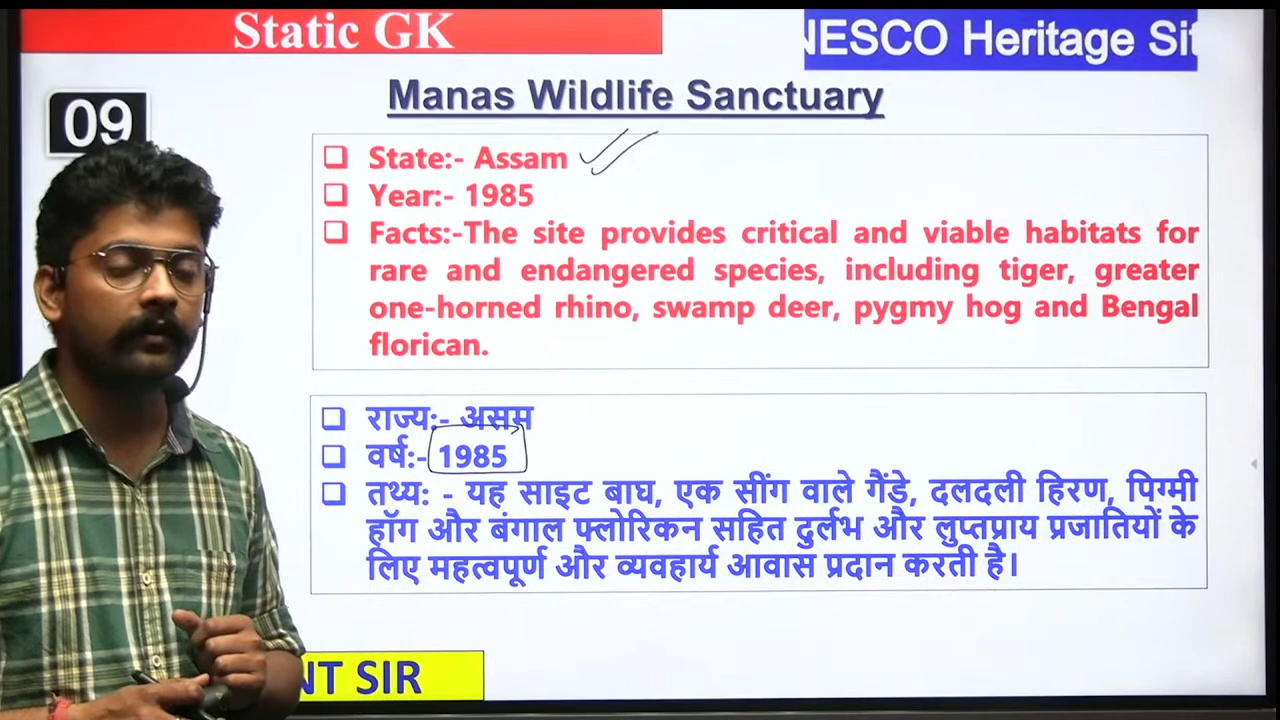 Static GK
NESCO Heritage Sit
Manas Wildlife Sanctuary
09
❑ State:- Assam
❑ Year:- 1985
❑ Facts:-The site provides critical and viable habitats for
rare and endangered species, including tiger, greater
one-horned rhino, swamp deer, pygmy hog and Bengal
florican.
❑ राज्य:- असम
❑ वर्ष:- 1985
❑ तथ्य: - यह साइट बाघ, एक सींग वाले गैंडे, दलदली हिरण, पिग्मी
हॉग और बंगाल फ्लोरिकन सहित दुर्लभ और लुप्तप्राय प्रजातियों के
लिए महत्वपूर्ण और व्यवहार्य आवास प्रदान करती है।
NT SIR